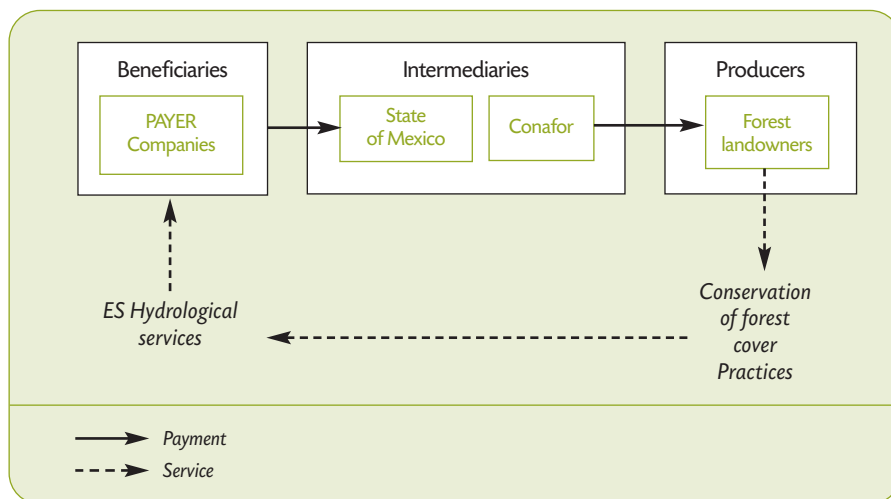 Beneficiaries
PAYER
Companies
Intermediaries
State
of Mexico
Conafor
Producers
Forest
landowners
ES Hydrological
services
Conservation
of forest
cover
Practices
Payment
Service